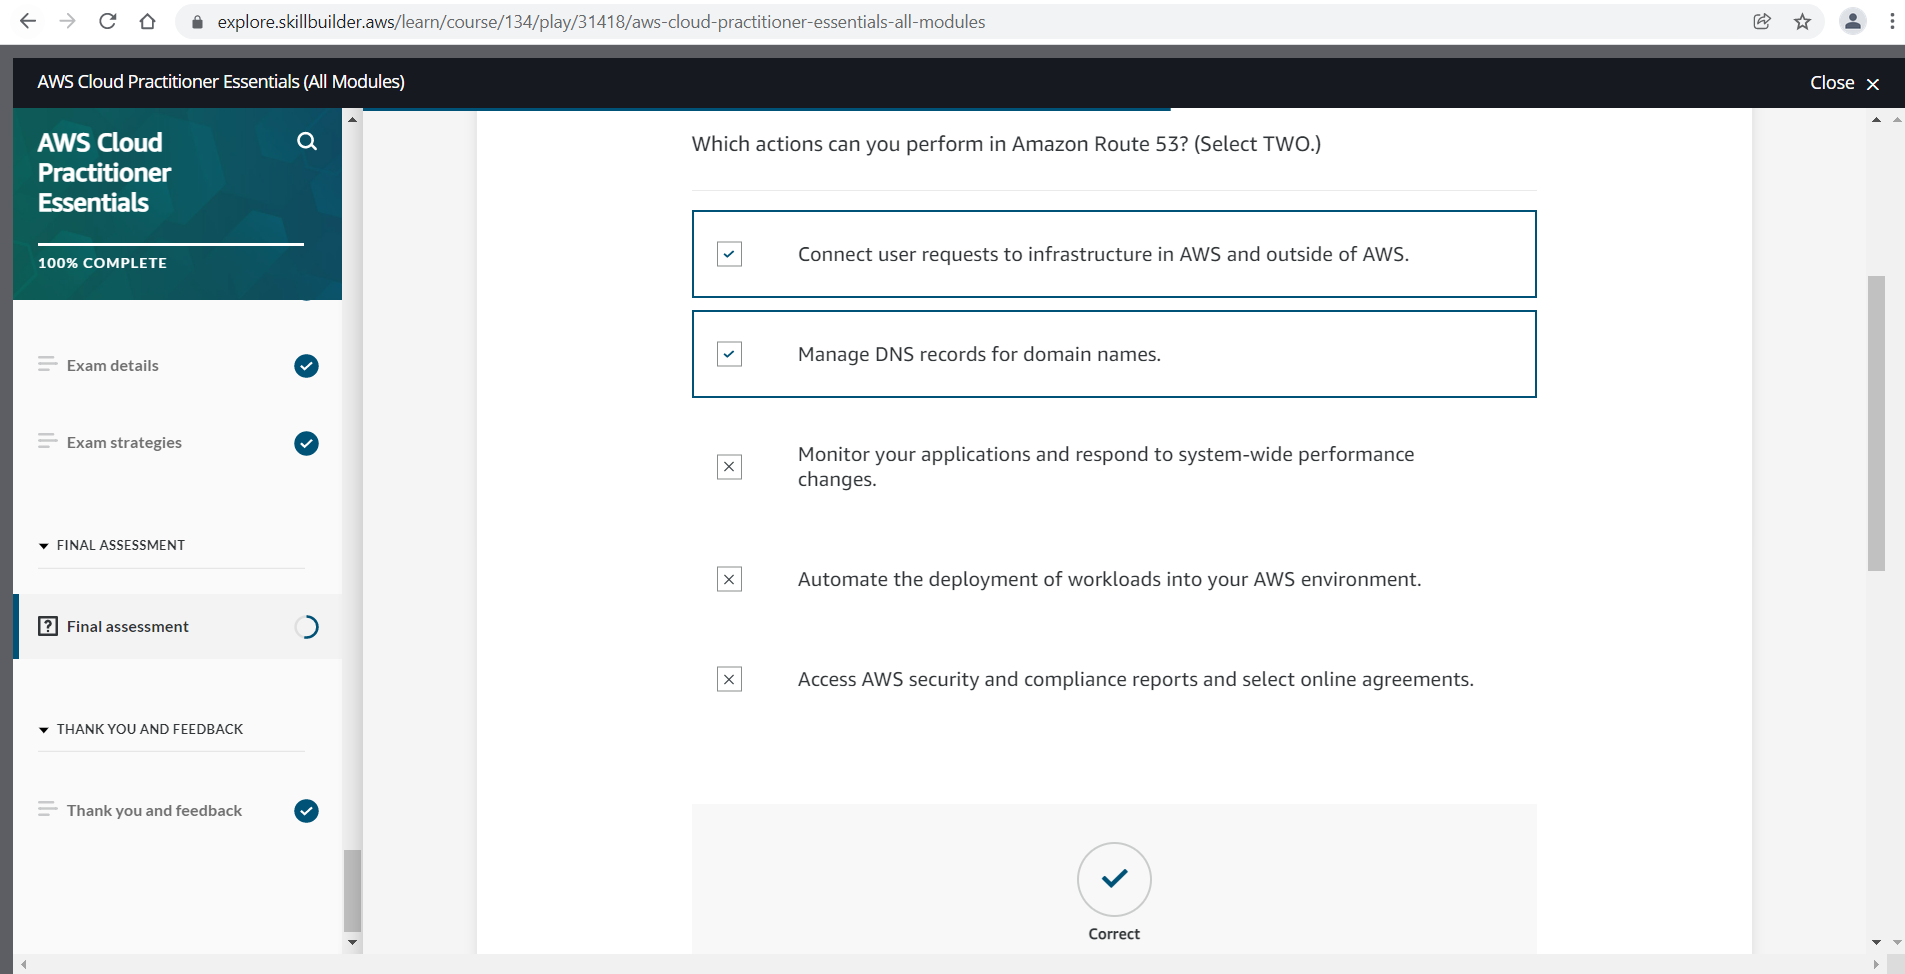 explore.skillbuilder.aws/learn/course/134/play/31418/aws-cloud-practitioner-essentials-all-modules
AWS Cloud Practitioner Essentials (All Modules)
Close
AWS Cloud
Practitioner
Essentials
100% COMPLETE
Exam details
Exam strategies
FINAL ASSESSMENT
Final assessment
THANK YOU AND FEEDBACK
Thank you and feedback
Which actions can you perform in Amazon Route 53? (Select TWO.)
Connect user requests to infrastructure in AWS and outside of AWS.
Manage DNS records for domain names.
Monitor your applications and respond to system-wide performance
changes.
Automate the deployment of workloads into your AWS environment.
Access AWS security and compliance reports and select online agreements.
Correct